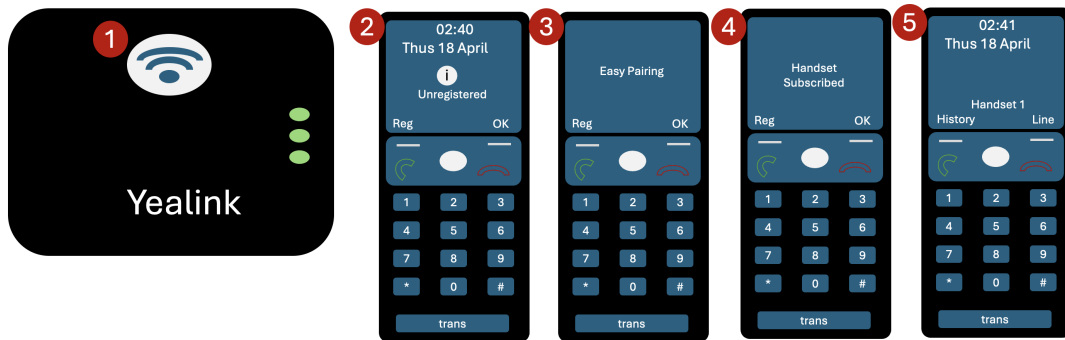 1
Yealink
2
02:40
Thus 18 April
i
Unregistered
Reg OK
1 2 3
4 5 6
7 8 9
* 0 #
trans
3
Easy Pairing
Reg OK
1 2 3
4 5 6
7 8 9
* 0 #
trans
4
Handset
Subscribed
Reg OK
1 2 3
4 5 6
7 8 9
* 0 #
trans
5
02:41
Thus 18 April
Handset 1
History Line
1 2 3
4 5 6
7 8 9
* 0 #
trans